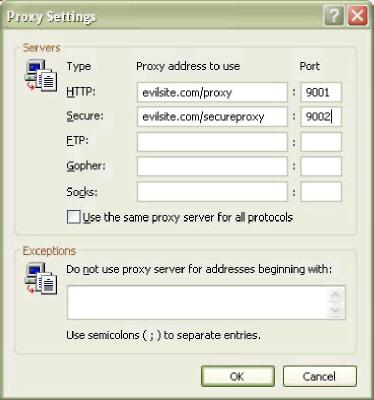 Proxy Settings
Servers
Type Proxy address to use Port
HTTP: evilsite.com/proxy : 9001
Secure: evilsite.com/secureproxy : 9002
FTP: :
Gopher: :
Socks: :
Use the same proxy server for all protocols
Exceptions
Do not use proxy server for addresses beginning with:
Use semicolons ( ; ) to separate entries.
OK Cancel